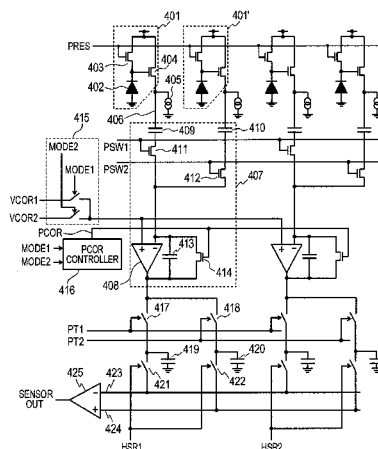 401
401'
PRES
403
404
405
402
406
415
409
410
MODE2
PSW1
411
MODE1
PSW2
407
412
VCOR1
VCOR2
PCOR
413
MODE1
MODE2
PCOR CONTROLLER
414
408
416
417
418
PT1
PT2
419
420
425
423
421
422
SENSOR OUT
424
HSR1
HSR2